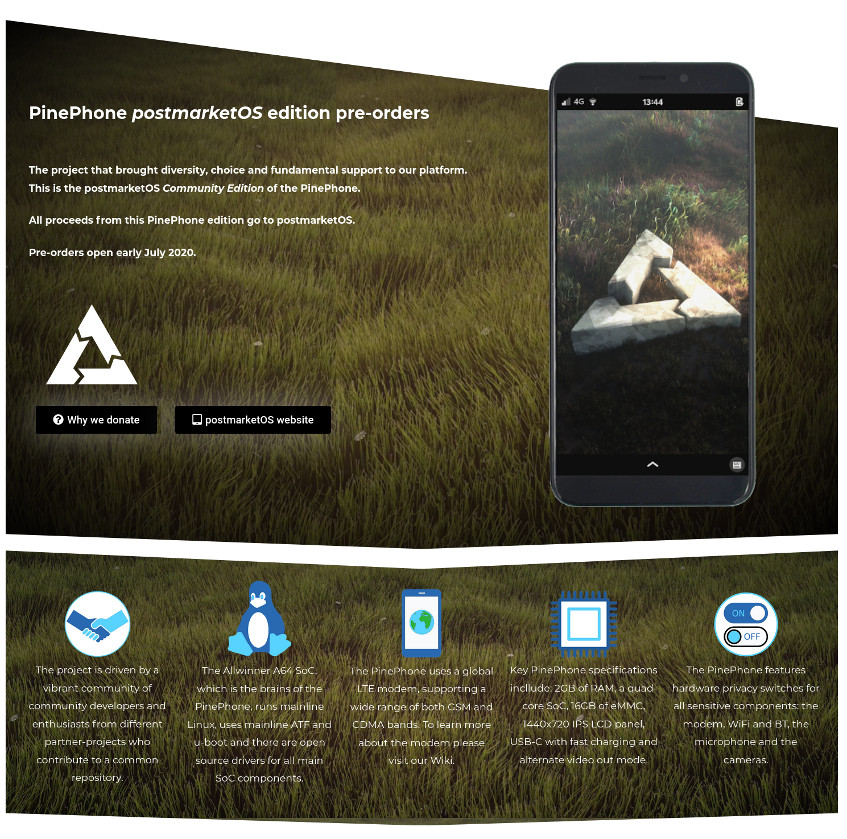 PinePhone postmarketOS edition pre-orders
The project that brought diversity, choice and fundamental support to our platform.
This is the postmarketOS Community Edition of the PinePhone.
All proceeds from this PinePhone edition go to postmarketOS.
Pre-orders open early July 2020.
Why we donate
postmarketOS website
4G
13:44
The project is driven by a
vibrant community of
community developers and
enthusiasts from different
partner-projects who
contribute to a common
repository.
The Allwinner A64 SoC,
which is the brains of the
PinePhone, runs mainline
Linux, uses mainline ATF and
u-boot and there are open
source drivers for all main
SoC components.
The PinePhone uses a global
LTE modem, supporting a
wide range of both GSM and
CDMA bands. To learn more
about the modem please
visit our Wiki.
Key PinePhone specifications
include: 2GB of RAM, a quad
core SoC, 16GB of eMMC,
1440x720 IPS LCD panel,
USB-C with fast charging and
alternate video out mode.
ON
OFF
The PinePhone features
hardware privacy switches for
all sensitive components: the
modem, WiFi and BT, the
microphone and the
cameras.